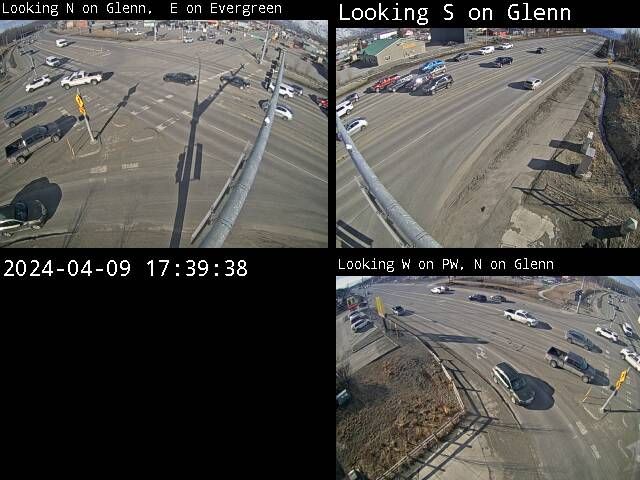 Looking N on Glenn, E on Evergreen
Looking S on Glenn
2024-04-09 17:39:38
Looking W on PW, N on Glenn